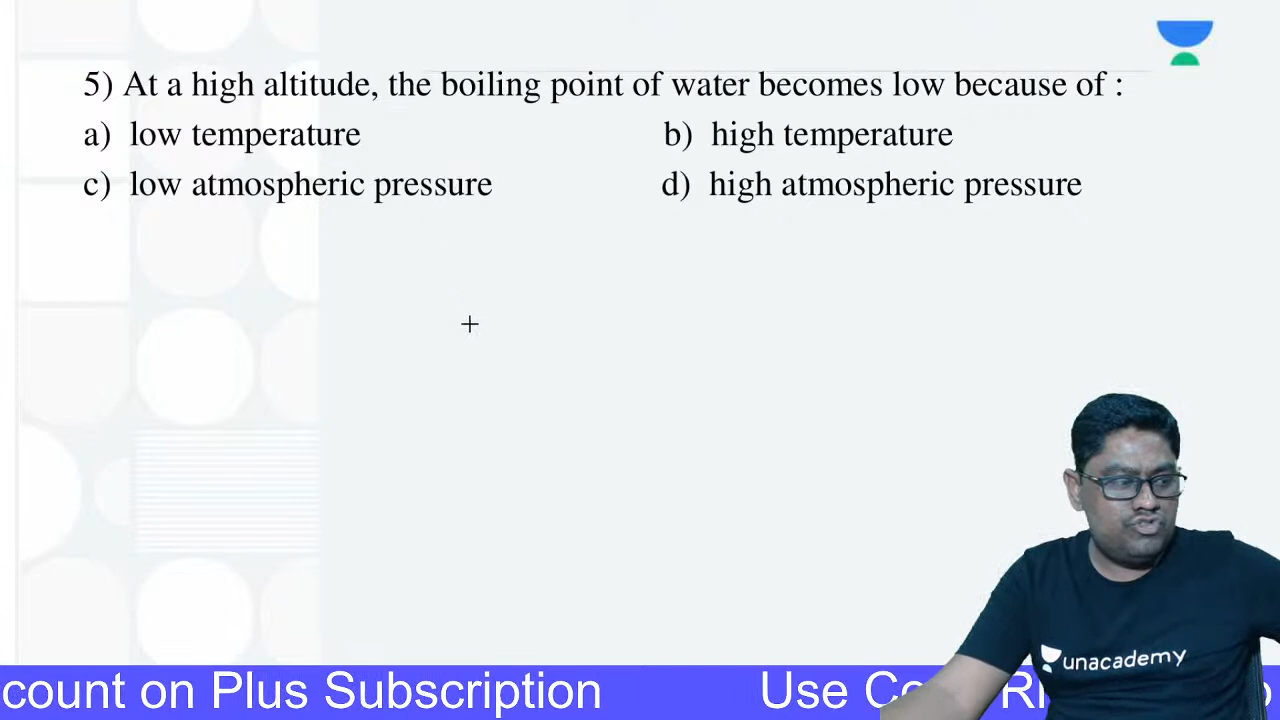 5) At a high altitude, the boiling point of water becomes low because of :
a) low temperature b) high temperature
c) low atmospheric pressure d) high atmospheric pressure
unacademy
count on Plus Subscription Use